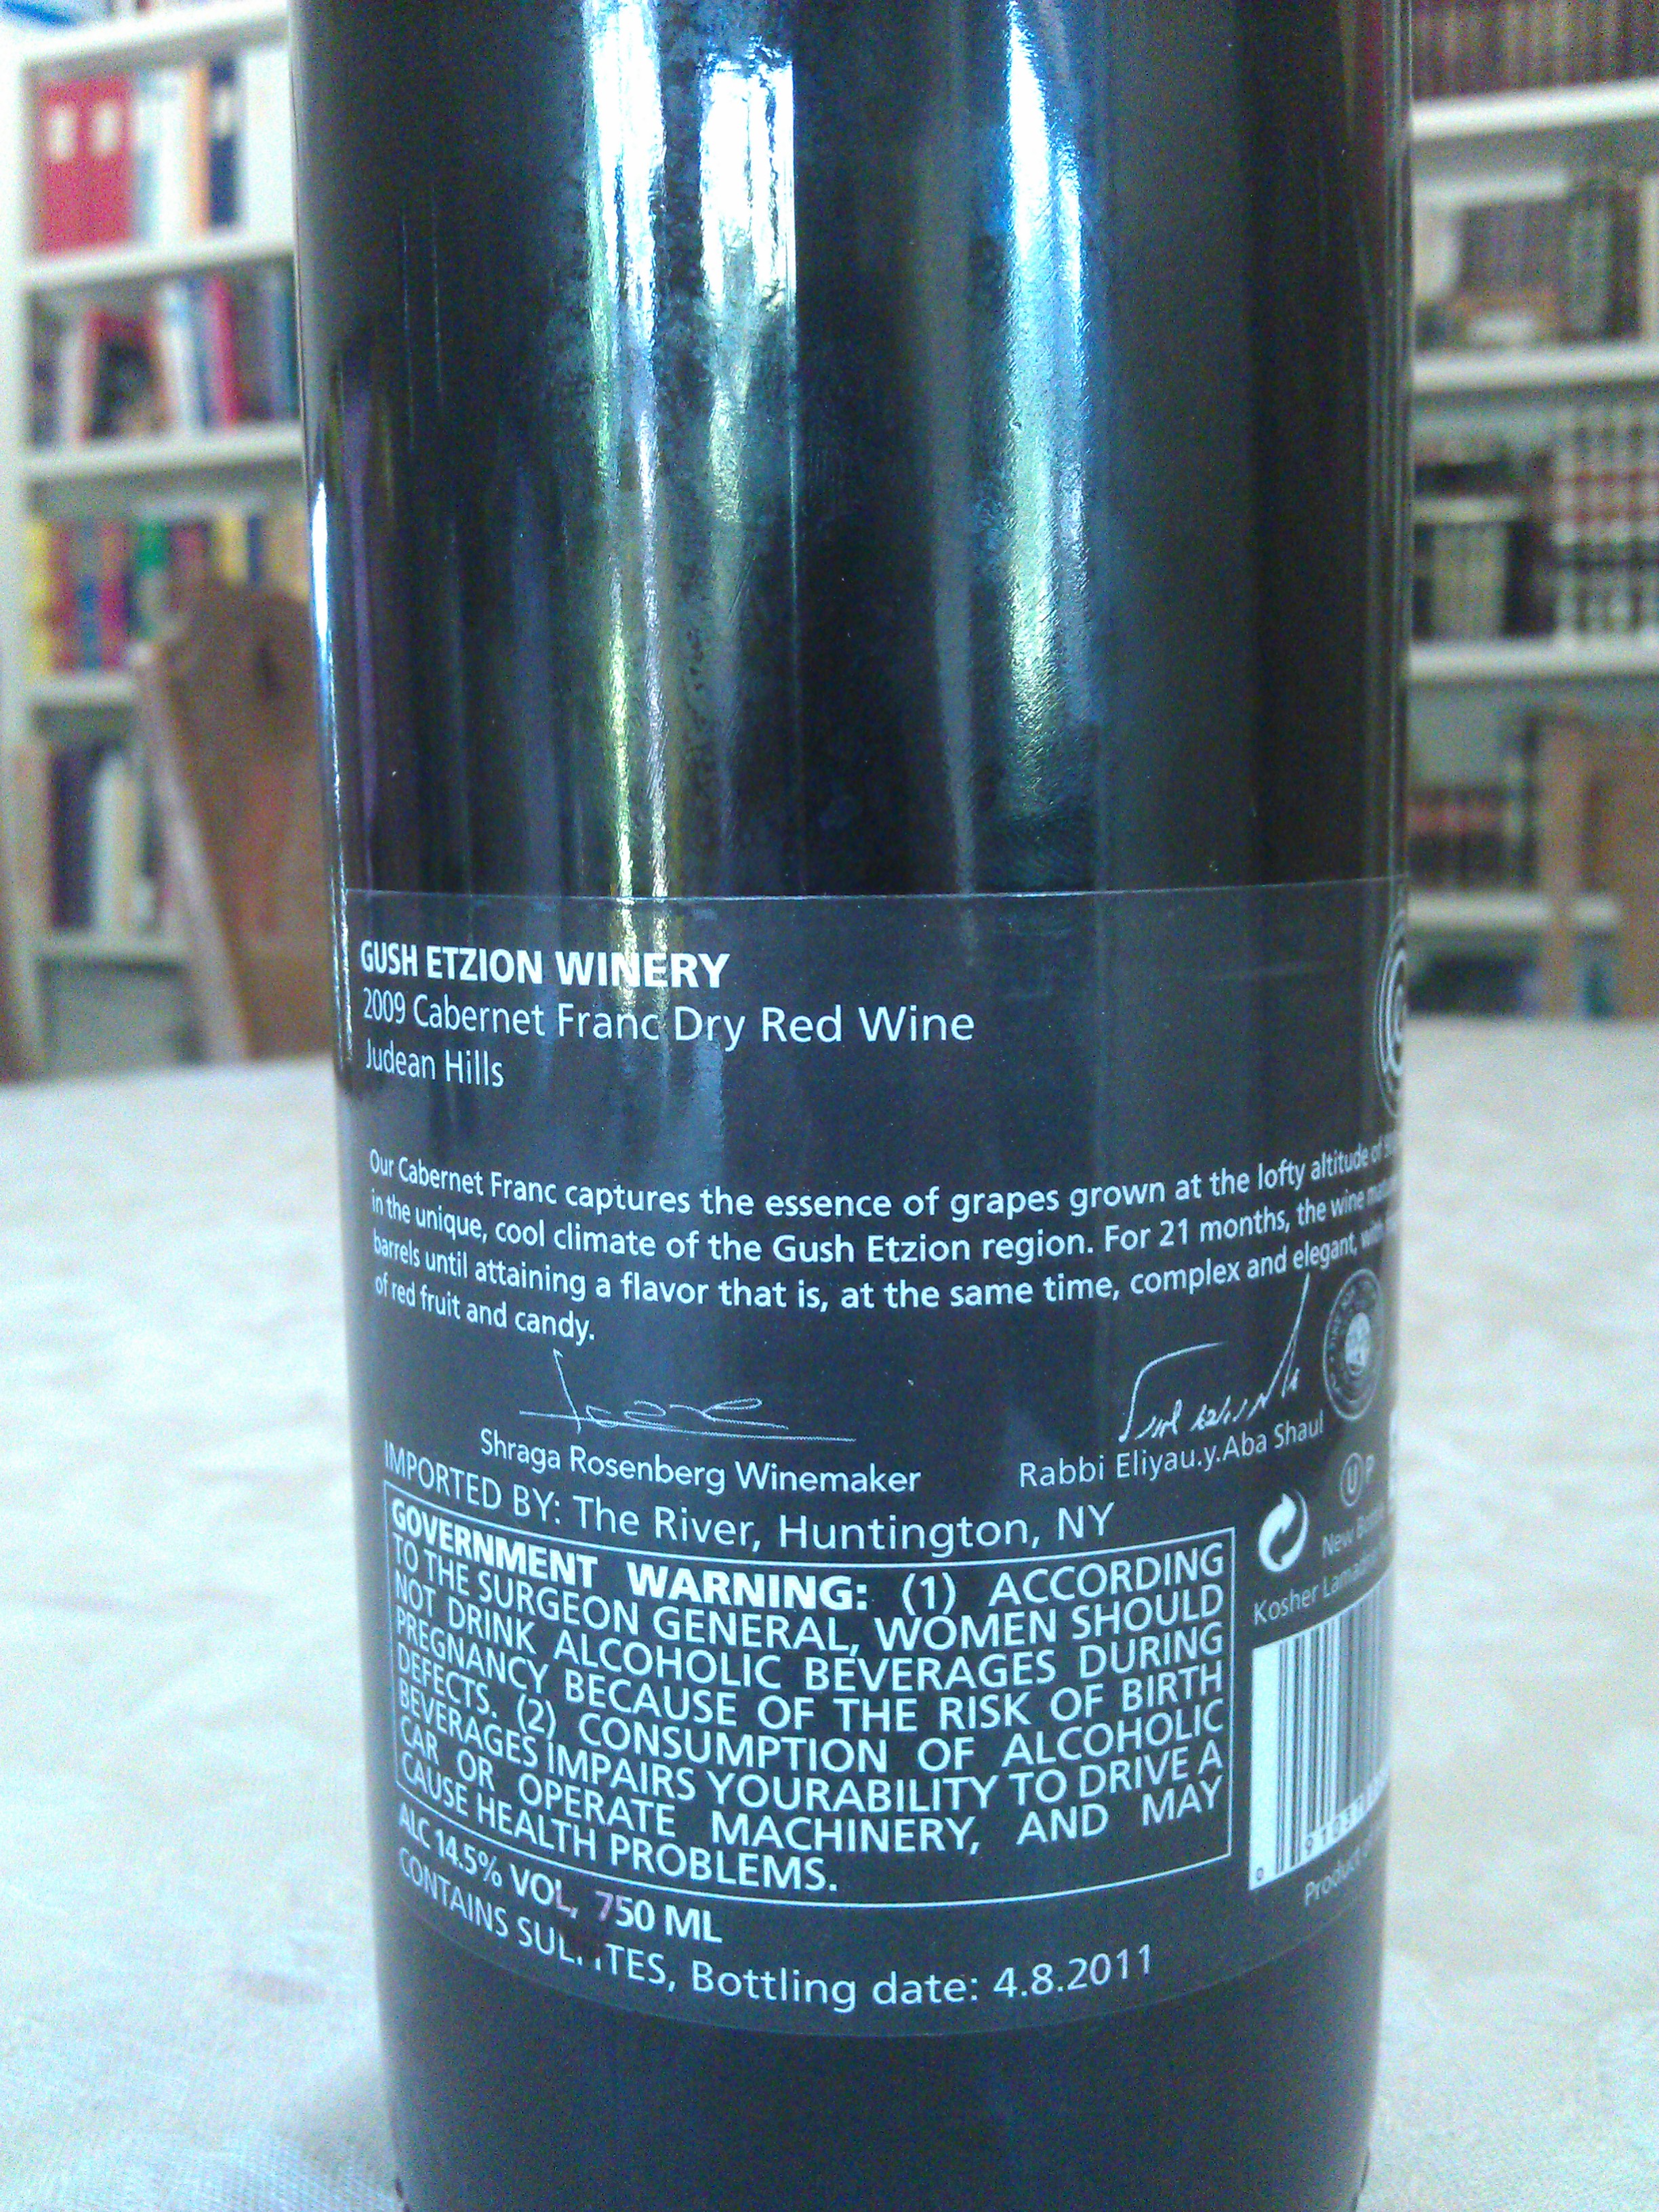 GUSH ETZION WINERY
2009 Cabernet Franc Dry Red Wine
Judean Hills
Our Cabernet Franc captures the essence of grapes grown at the lofty altitude of
in the unique, cool climate of the Gush Etzion region. For 21 months, the wine
barrels until attaining a flavor that is, at the same time, complex and elegant, with
of red fruit and candy.
Shraga Rosenberg Winemaker
Rabbi Eliyau.y.Aba Shaul
IMPORTED BY: The River, Huntington, NY
GOVERNMENT WARNING: (1) ACCORDING
TO THE SURGEON GENERAL, WOMEN SHOULD
NOT DRINK ALCOHOLIC BEVERAGES DURING
PREGNANCY BECAUSE OF THE RISK OF BIRTH
DEFECTS. (2) CONSUMPTION OF ALCOHOLIC
BEVERAGES IMPAIRS YOURABILITY TO DRIVE A
CAR OR OPERATE MACHINERY, AND MAY
CAUSE HEALTH PROBLEMS.
ALC 14.5% VOL, 750 ML
CONTAINS Bottling date: 4.8.2011
U P
New
Kosher
Product